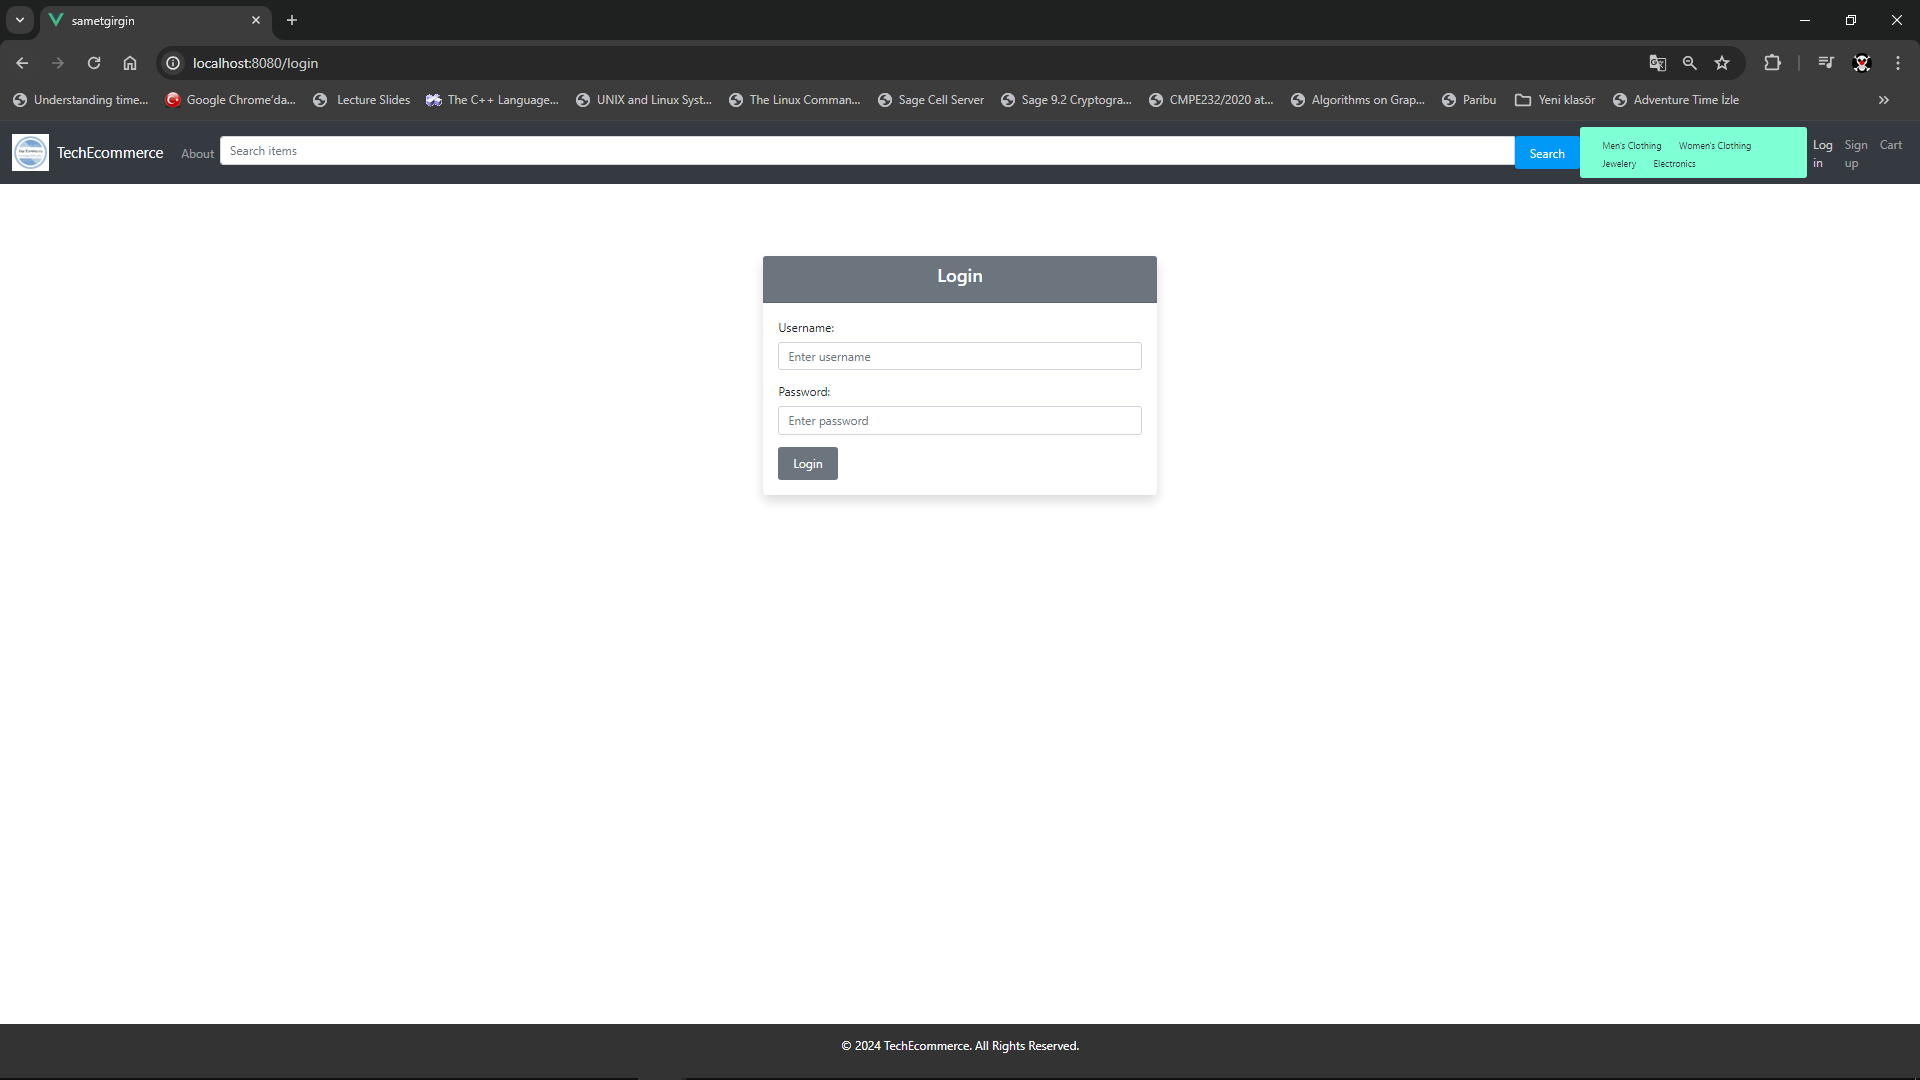 sametgirgin
localhost:8080/login
Understanding time... Google Chrome'da... Lecture Slides The C++ Language... UNIX and Linux Syst... The Linux Comman... Sage Cell Server Sage 9.2 Cryptogra... CMPE232/2020 at... Algorithms on Grap... Paribu Yeni klasör Adventure Time İzle
TechEcommerce About Search items Search
Men's Clothing Women's Clothing
Jewelery Electronics
Log in
Sign up
Cart
Login
Username:
Enter username
Password:
Enter password
Login
© 2024 TechEcommerce. All Rights Reserved.